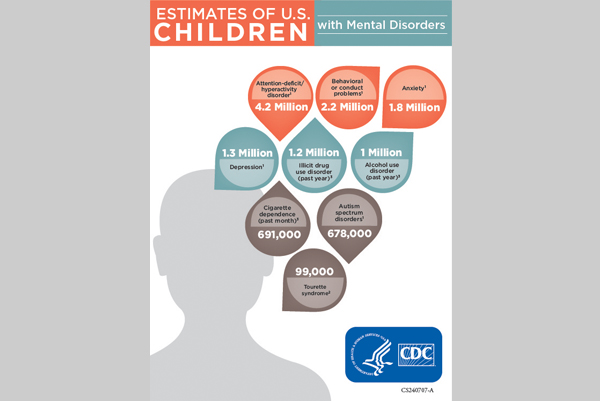 ESTIMATES OF U.S.
CHILDREN
with Mental Disorders
Attention-deficit/
hyperactivity
disorder¹
4.2 Million
Behavioral
or conduct
problems¹
2.2 Million
Anxiety¹
1.8 Million
1.3 Million
Depression¹
1.2 Million
Illicit drug
use disorder
(past year)³
1 Million
Alcohol use
disorder
(past year)³
Cigarette
dependence
(past month)³
691,000
Autism
spectrum
disorders¹
678,000
99,000
Tourette
syndrome²
CDC
CS240707-A